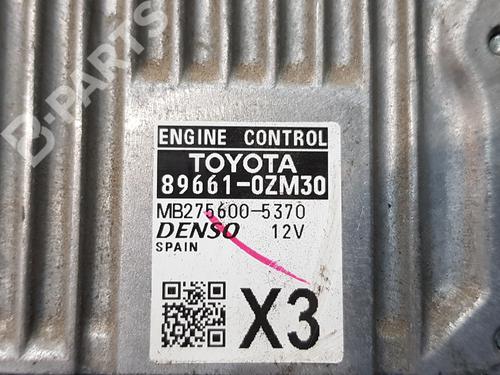 B-PARTS
ENGINE CONTROL
TOYOTA
89661-0ZM30
MB275600-5370
DENSO 12V
SPAIN
X3